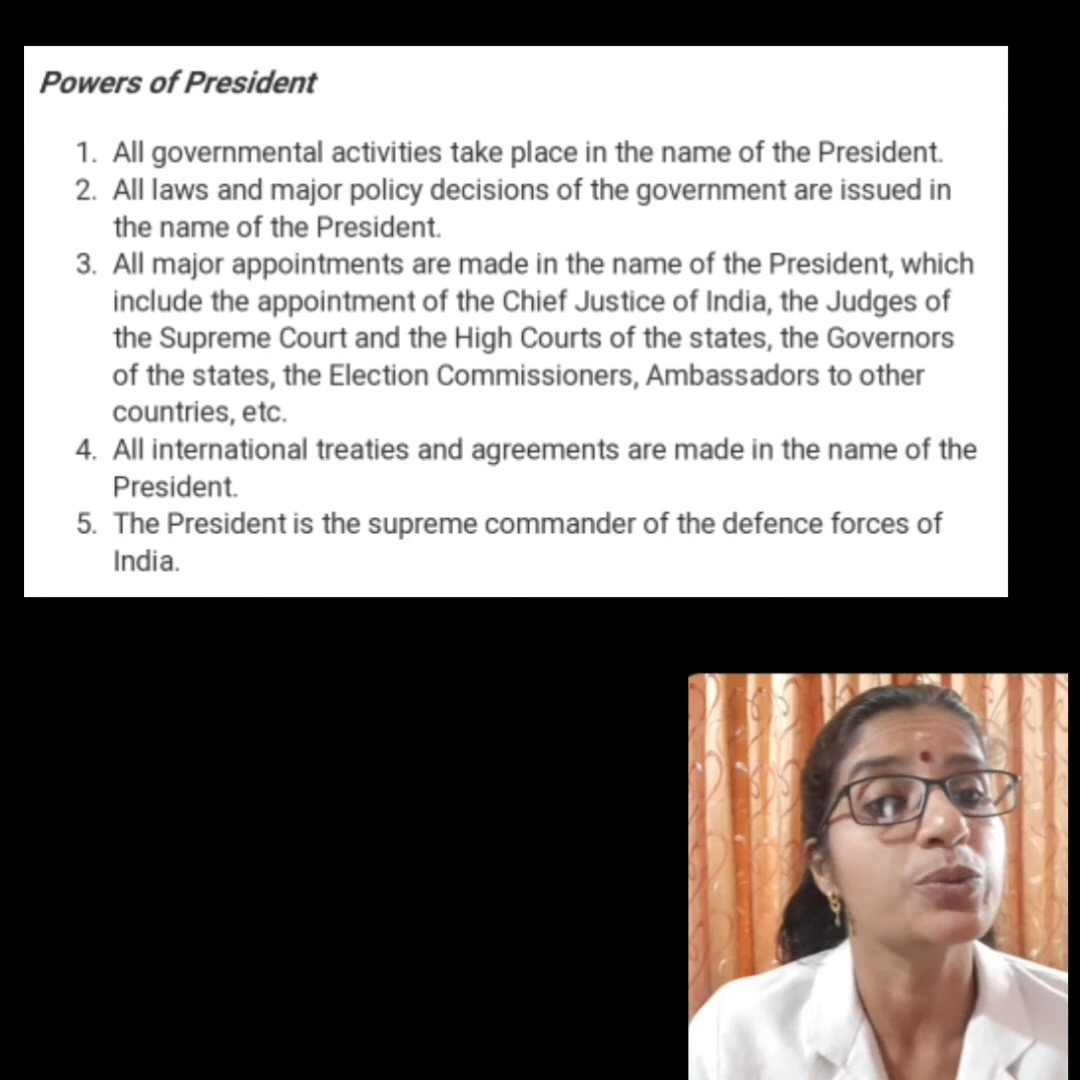 Powers of President
1. All governmental activities take place in the name of the President.
2. All laws and major policy decisions of the government are issued in
the name of the President.
3. All major appointments are made in the name of the President, which
include the appointment of the Chief Justice of India, the Judges of
the Supreme Court and the High Courts of the states, the Governors
of the states, the Election Commissioners, Ambassadors to other
countries, etc.
4. All international treaties and agreements are made in the name of the
President.
5. The President is the supreme commander of the defence forces of
India.